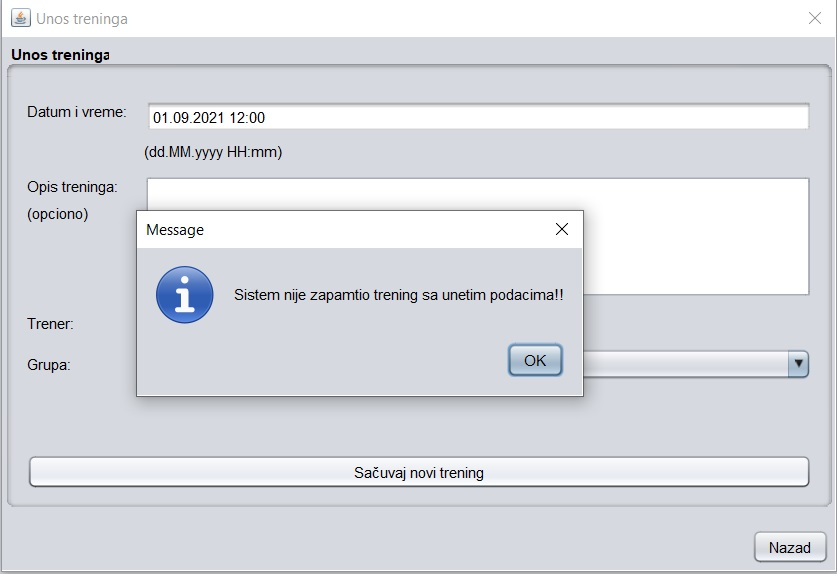 Unos treninga
Unos treninga
Datum i vreme:
01.09.2021 12:00
(dd.MM.yyyy HH:mm)
Opis treninga:
(opciono)
Message
Sistem nije zapamtio trening sa unetim podacima!!
OK
Trener:
Grupa:
Sačuvaj novi trening
Nazad